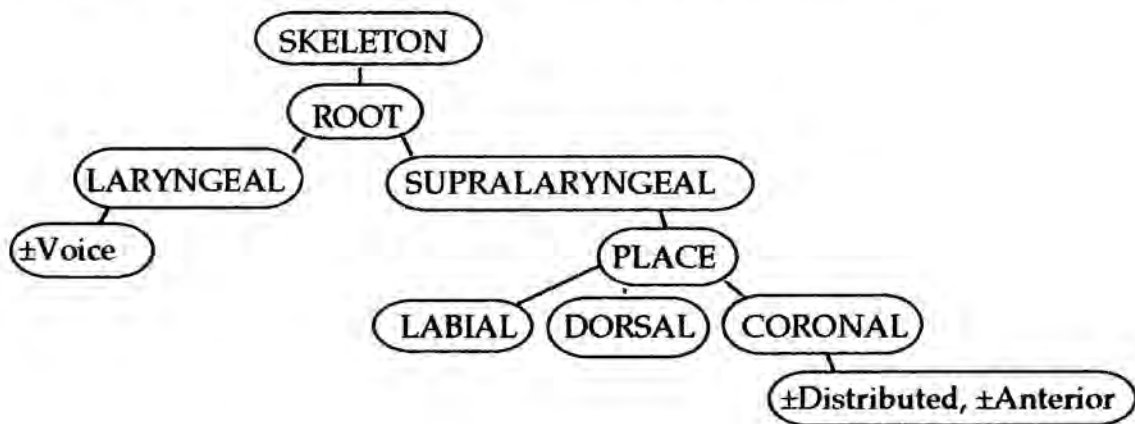 SKELETON
ROOT
LARYNGEAL
SUPRALARYNGEAL
±Voice
PLACE
LABIAL
DORSAL
CORONAL
±Distributed, ±Anterior